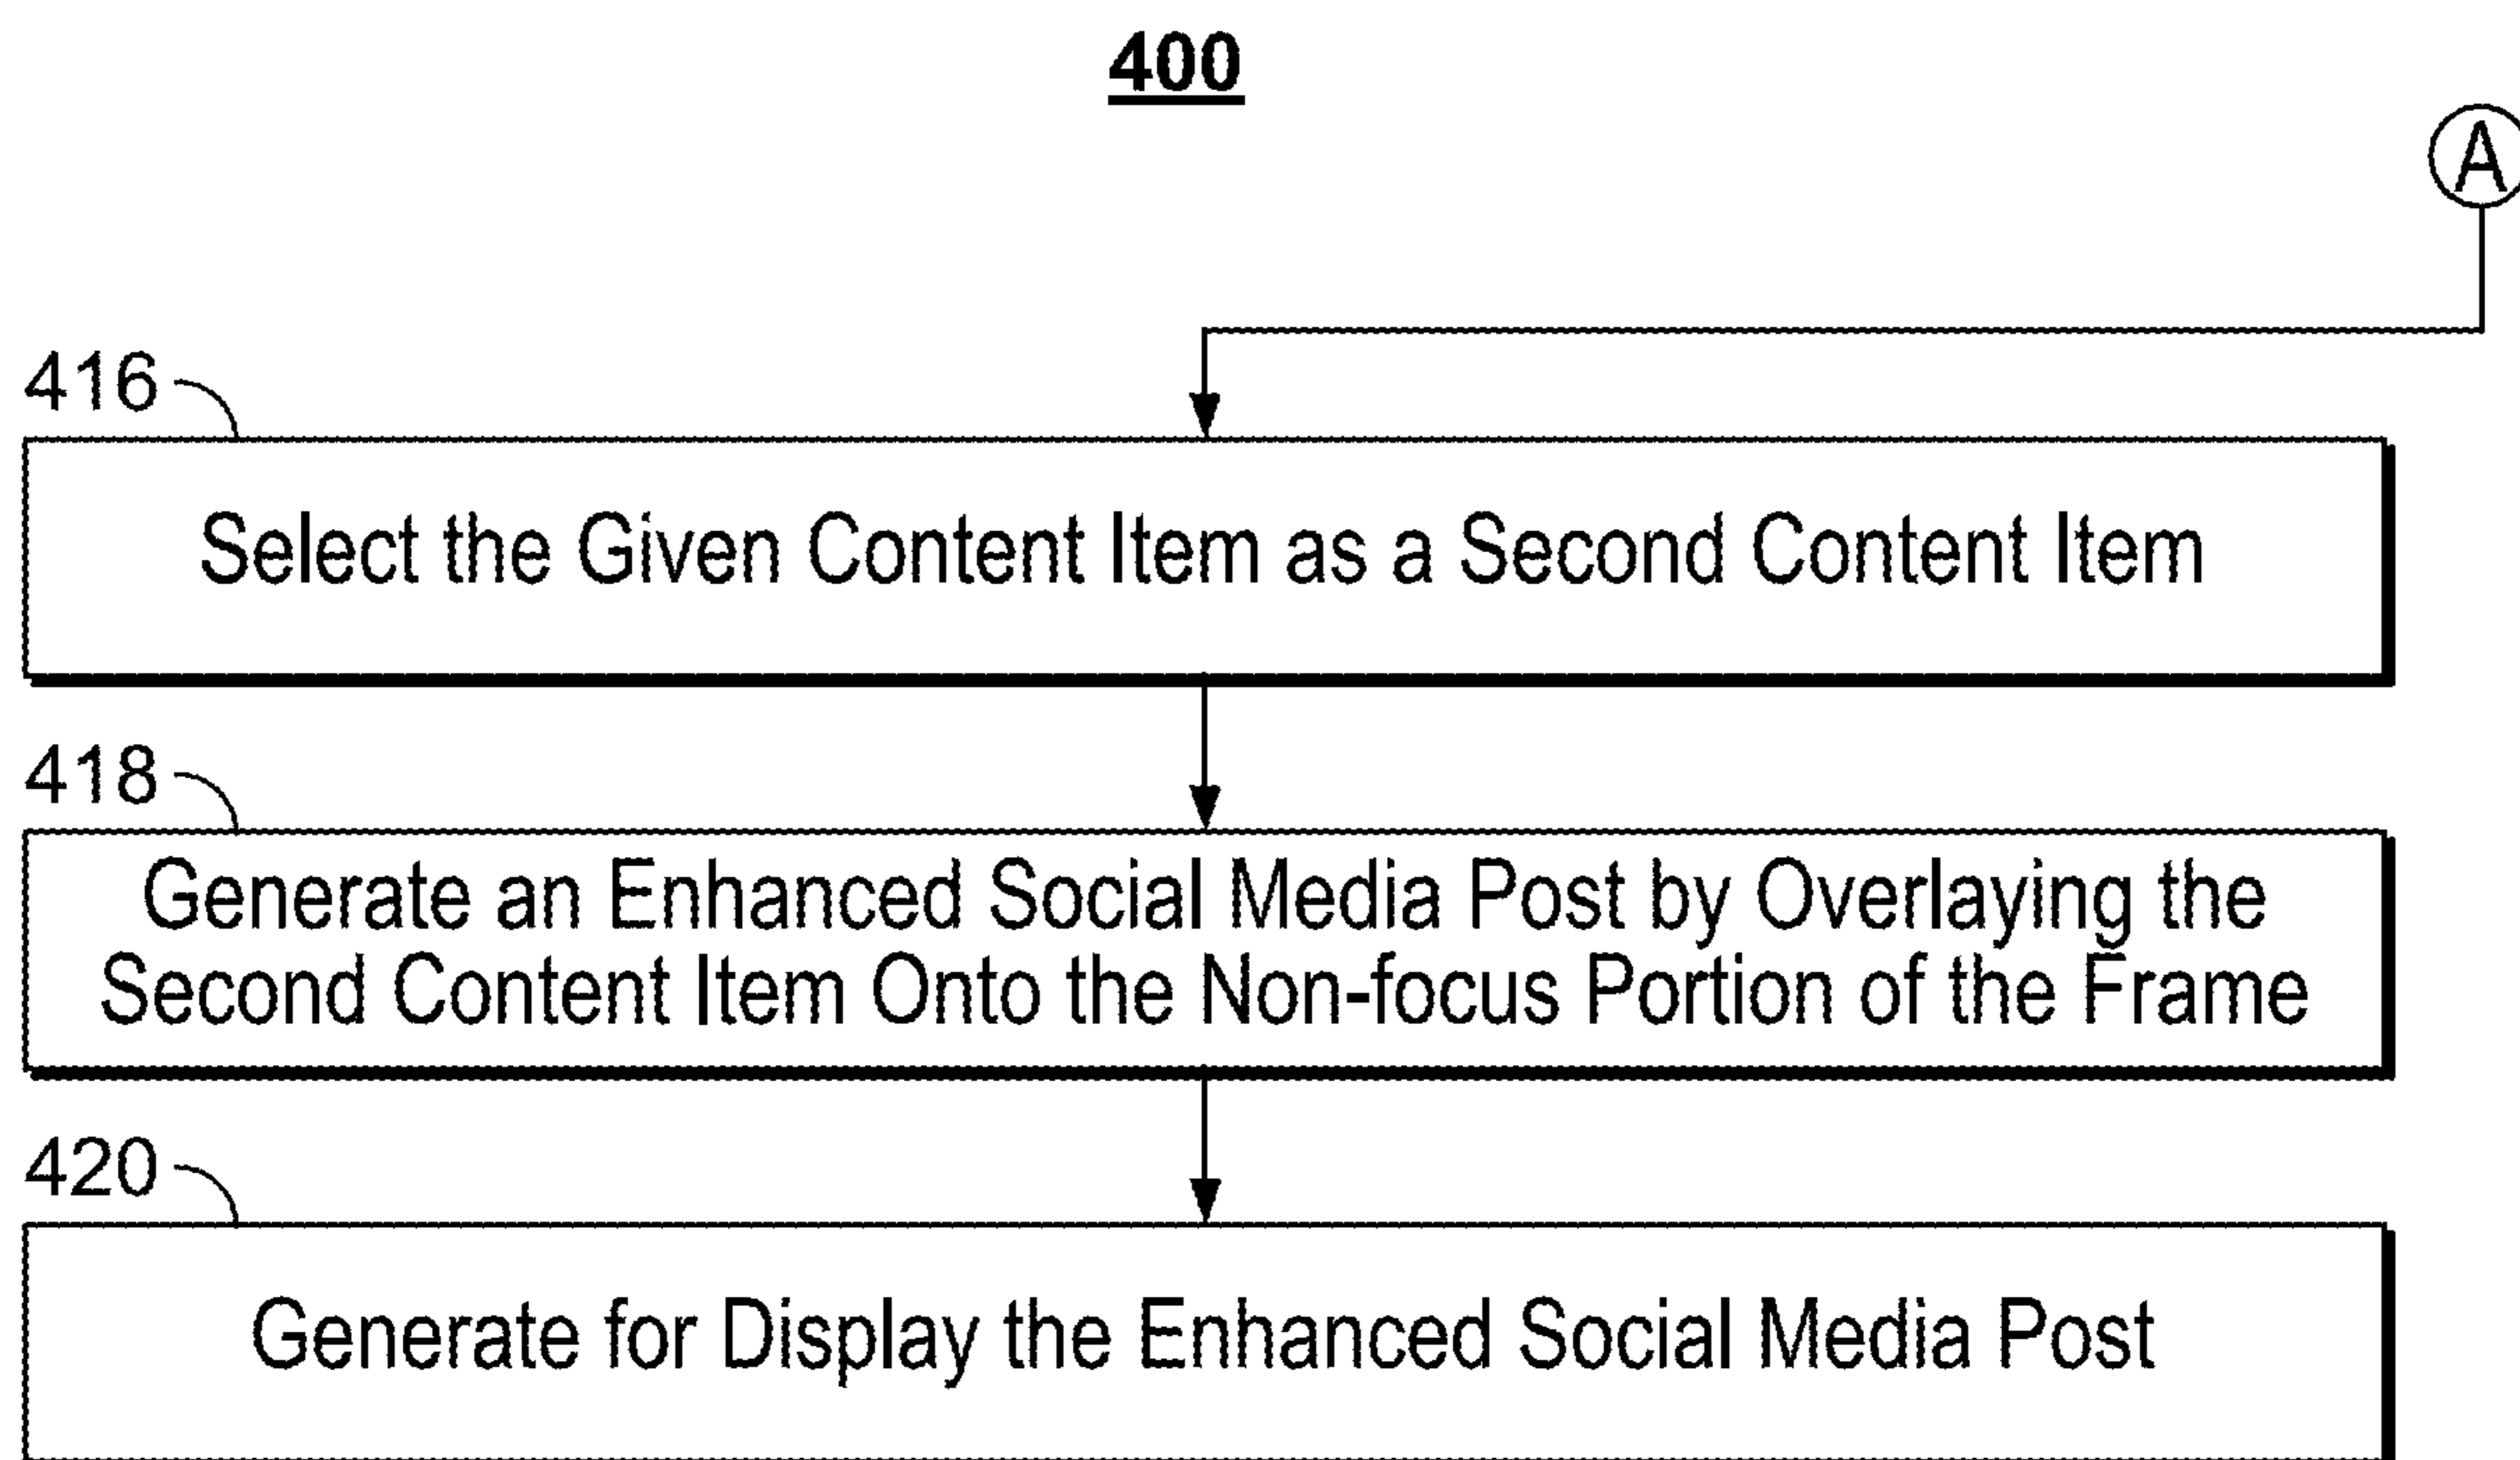 400
A
416
Select the Given Content Item as a Second Content Item
418
Generate an Enhanced Social Media Post by Overlaying the
Second Content Item Onto the Non-focus Portion of the Frame
420
Generate for Display the Enhanced Social Media Post